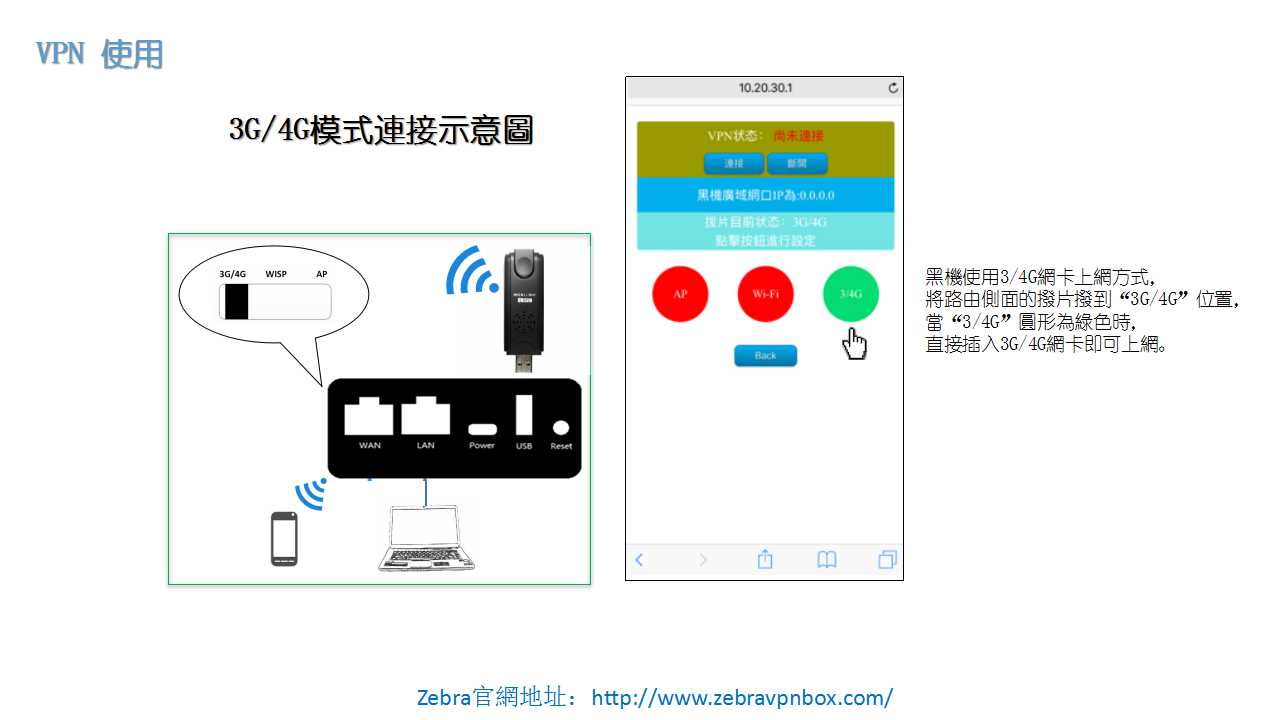 VPN 使用
3G/4G模式連接示意圖
3G/4G WISP AP
WAN LAN Power USB Reset
10.20.30.1
VPN状态： 尚未連接
連接 斷開
黑機廣域網口IP為:0.0.0.0
拨片目前状态：3G/4G
點擊按鈕進行設定
AP Wi-Fi 3/4G
Back
黑機使用3/4G網卡上網方式，
將路由側面的撥片撥到“3G/4G”位置，
當“3/4G”圓形為綠色時，
直接插入3G/4G網卡即可上網。
Zebra官網地址：http://www.zebravpnbox.com/